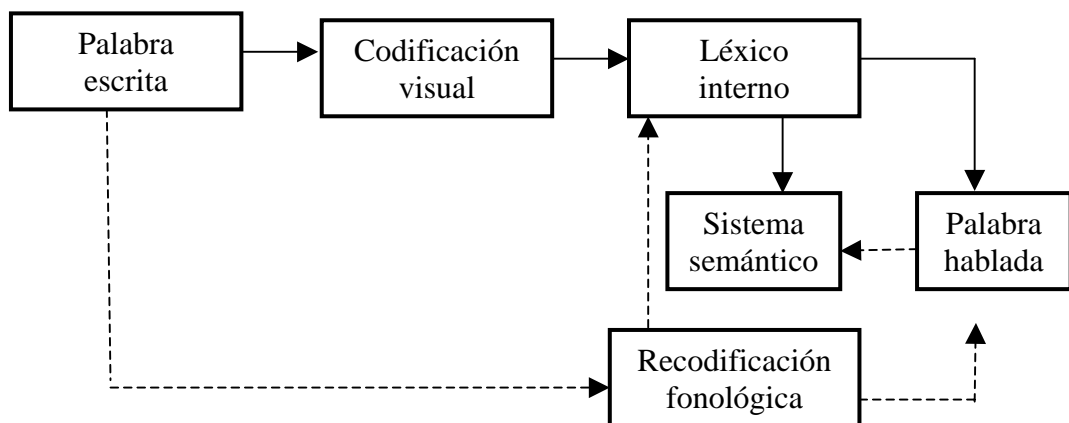 Palabra
escrita
Codificación
visual
Léxico
interno
Sistema
semántico
Palabra
hablada
Recodificación
fonológica